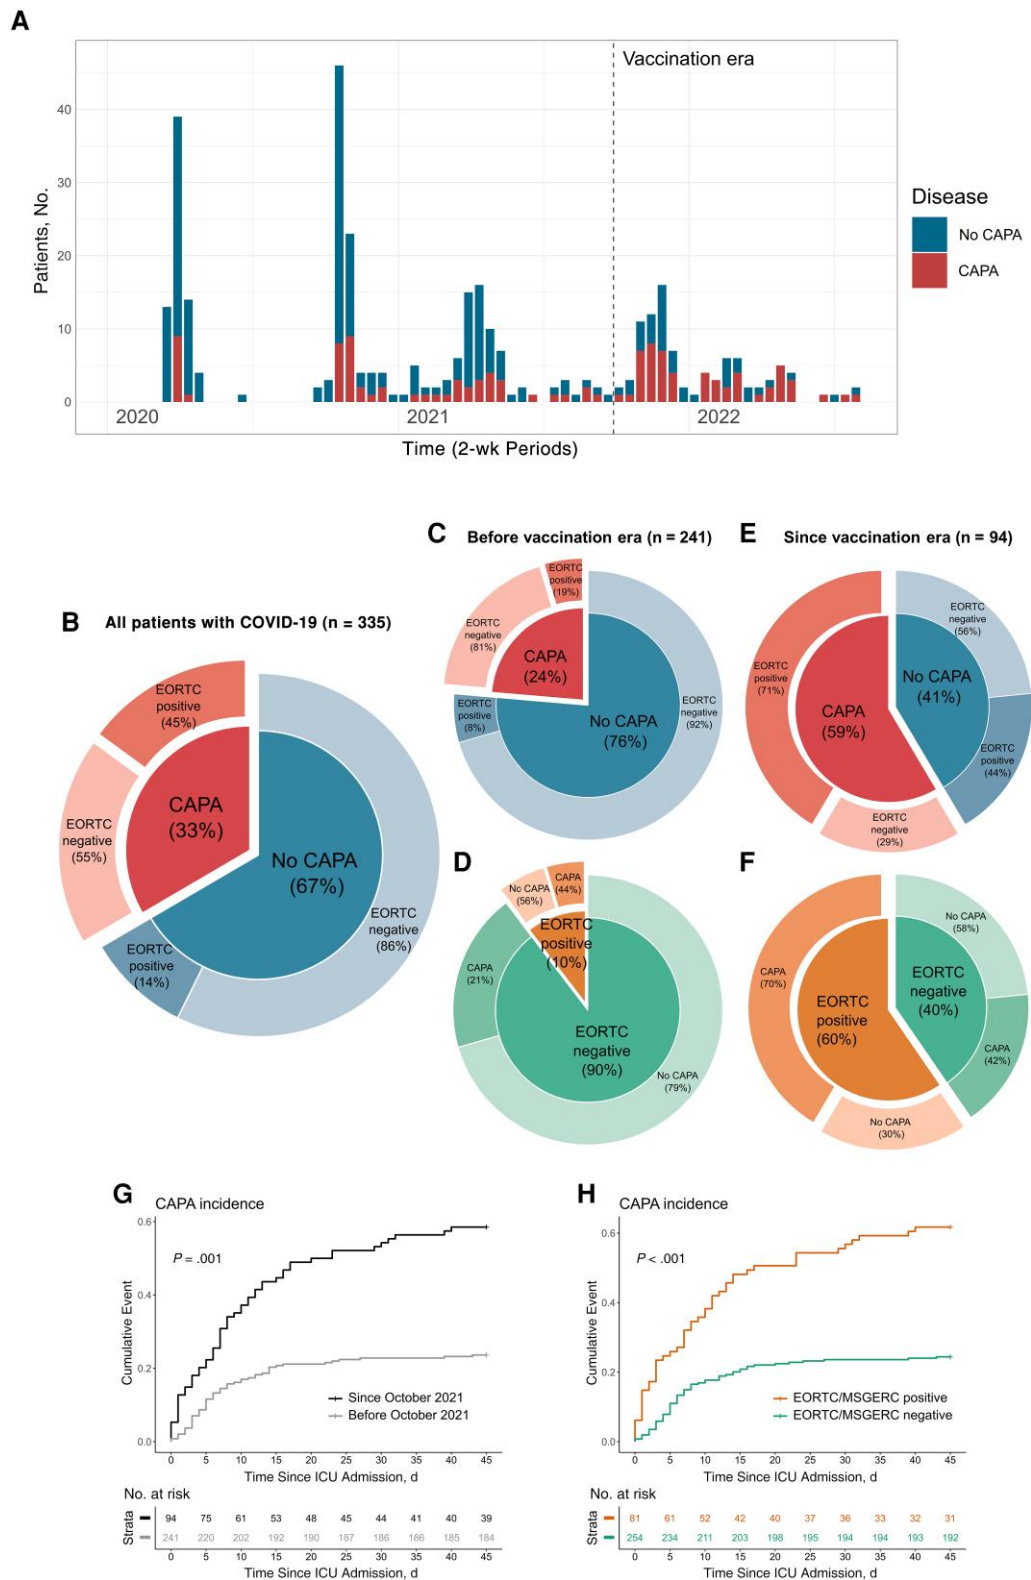 A
Vaccination era
40
30
20
10
0
Patients, No.
2020
2021
2022
Time (2-wk Periods)
Disease
No CAPA
CAPA
B
All patients with COVID-19 (n = 335)
EORTC
positive
(45%)
EORTC
negative
(55%)
CAPA
(33%)
No CAPA
(67%)
EORTC
negative
(86%)
EORTC
positive
(14%)
C
Before vaccination era (n = 241)
EORTC
positive
(19%)
EORTC
negative
(81%)
CAPA
(24%)
EORTC
positive
(8%)
No CAPA
(76%)
EORTC
negative
(92%)
E
Since vaccination era (n = 94)
EORTC
negative
(56%)
EORTC
positive
(71%)
No CAPA
(41%)
CAPA
(59%)
EORTC
positive
(44%)
EORTC
negative
(29%)
D
No CAPA
(56%)
CAPA
(44%)
EORTC
positive
(10%)
CAPA
(21%)
EORTC
negative
(90%)
No CAPA
(79%)
F
No CAPA
(58%)
CAPA
(70%)
EORTC
negative
(40%)
EORTC
positive
(60%)
CAPA
(42%)
No CAPA
(30%)
G
CAPA incidence
0.6
0.4
0.2
0.0
Cumulative Event
P = .001
Since October 2021
Before October 2021
0 5 10 15 20 25 30 35 40 45
Time Since ICU Admission, d
No. at risk
Strata
94 75 61 53 48 45 44 41 40 39
241 220 202 192 190 187 186 186 185 184
0 5 10 15 20 25 30 35 40 45
Time Since ICU Admission, d
H
CAPA incidence
0.6
0.4
0.2
0.0
Cumulative Event
P < .001
EORTC/MSGERC positive
EORTC/MSGERC negative
0 5 10 15 20 25 30 35 40 45
Time Since ICU Admission, d
No. at risk
Strata
81 61 52 42 40 37 36 33 32 31
254 234 211 203 198 195 194 194 193 192
0 5 10 15 20 25 30 35 40 45
Time Since ICU Admission, d